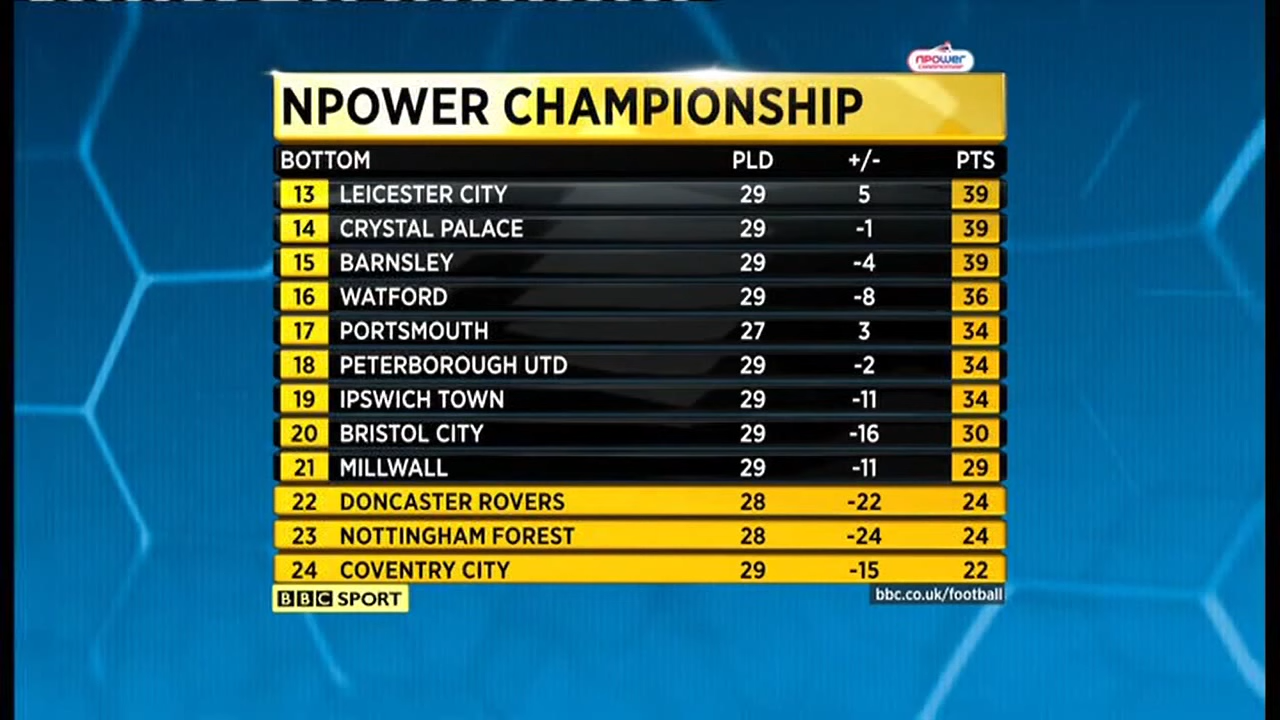 npower
CHAMPIONSHIP
NPOWER CHAMPIONSHIP
BOTTOM PLD +/- PTS
13 LEICESTER CITY 29 5 39
14 CRYSTAL PALACE 29 -1 39
15 BARNSLEY 29 -4 39
16 WATFORD 29 -8 36
17 PORTSMOUTH 27 3 34
18 PETERBOROUGH UTD 29 -2 34
19 IPSWICH TOWN 29 -11 34
20 BRISTOL CITY 29 -16 30
21 MILLWALL 29 -11 29
22 DONCASTER ROVERS 28 -22 24
23 NOTTINGHAM FOREST 28 -24 24
24 COVENTRY CITY 29 -15 22
BBC SPORT bbc.co.uk/football